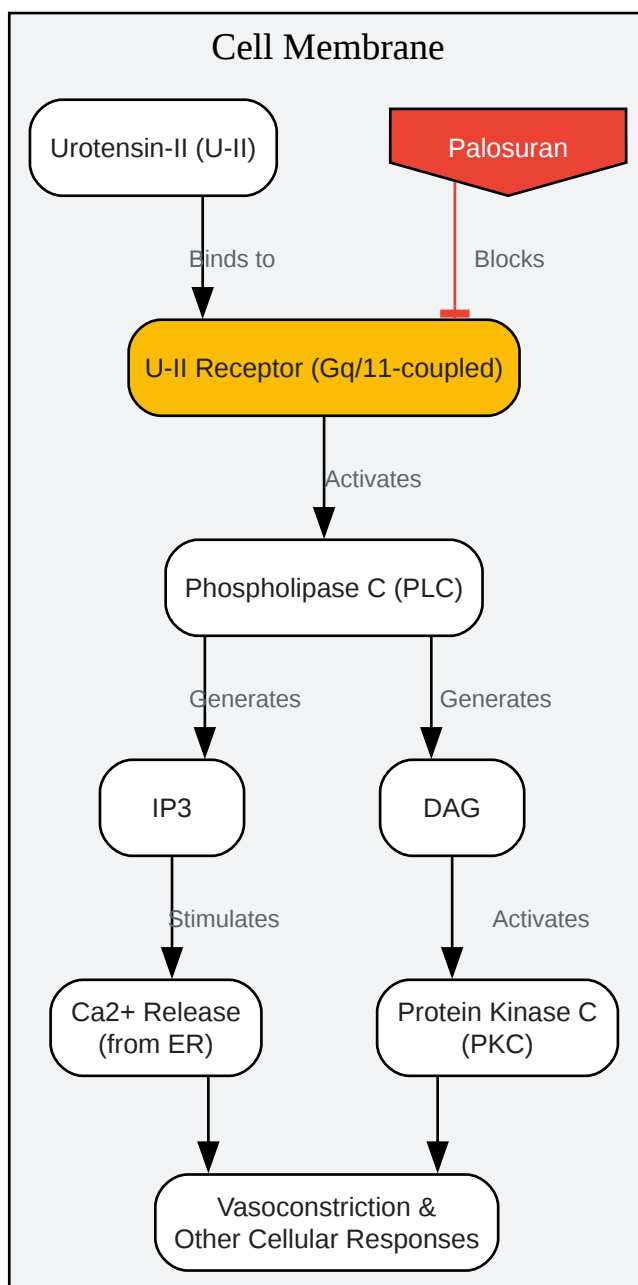 Cell Membrane
Urotensin-II (U-II)
Palosuran
Binds to
Blocks
U-II Receptor (Gq/11-coupled)
Activates
Phospholipase C (PLC)
Generates
Generates
IP3
DAG
Stimulates
Activates
Ca2+ Release
(from ER)
Protein Kinase C
(PKC)
Vasoconstriction &
Other Cellular Responses